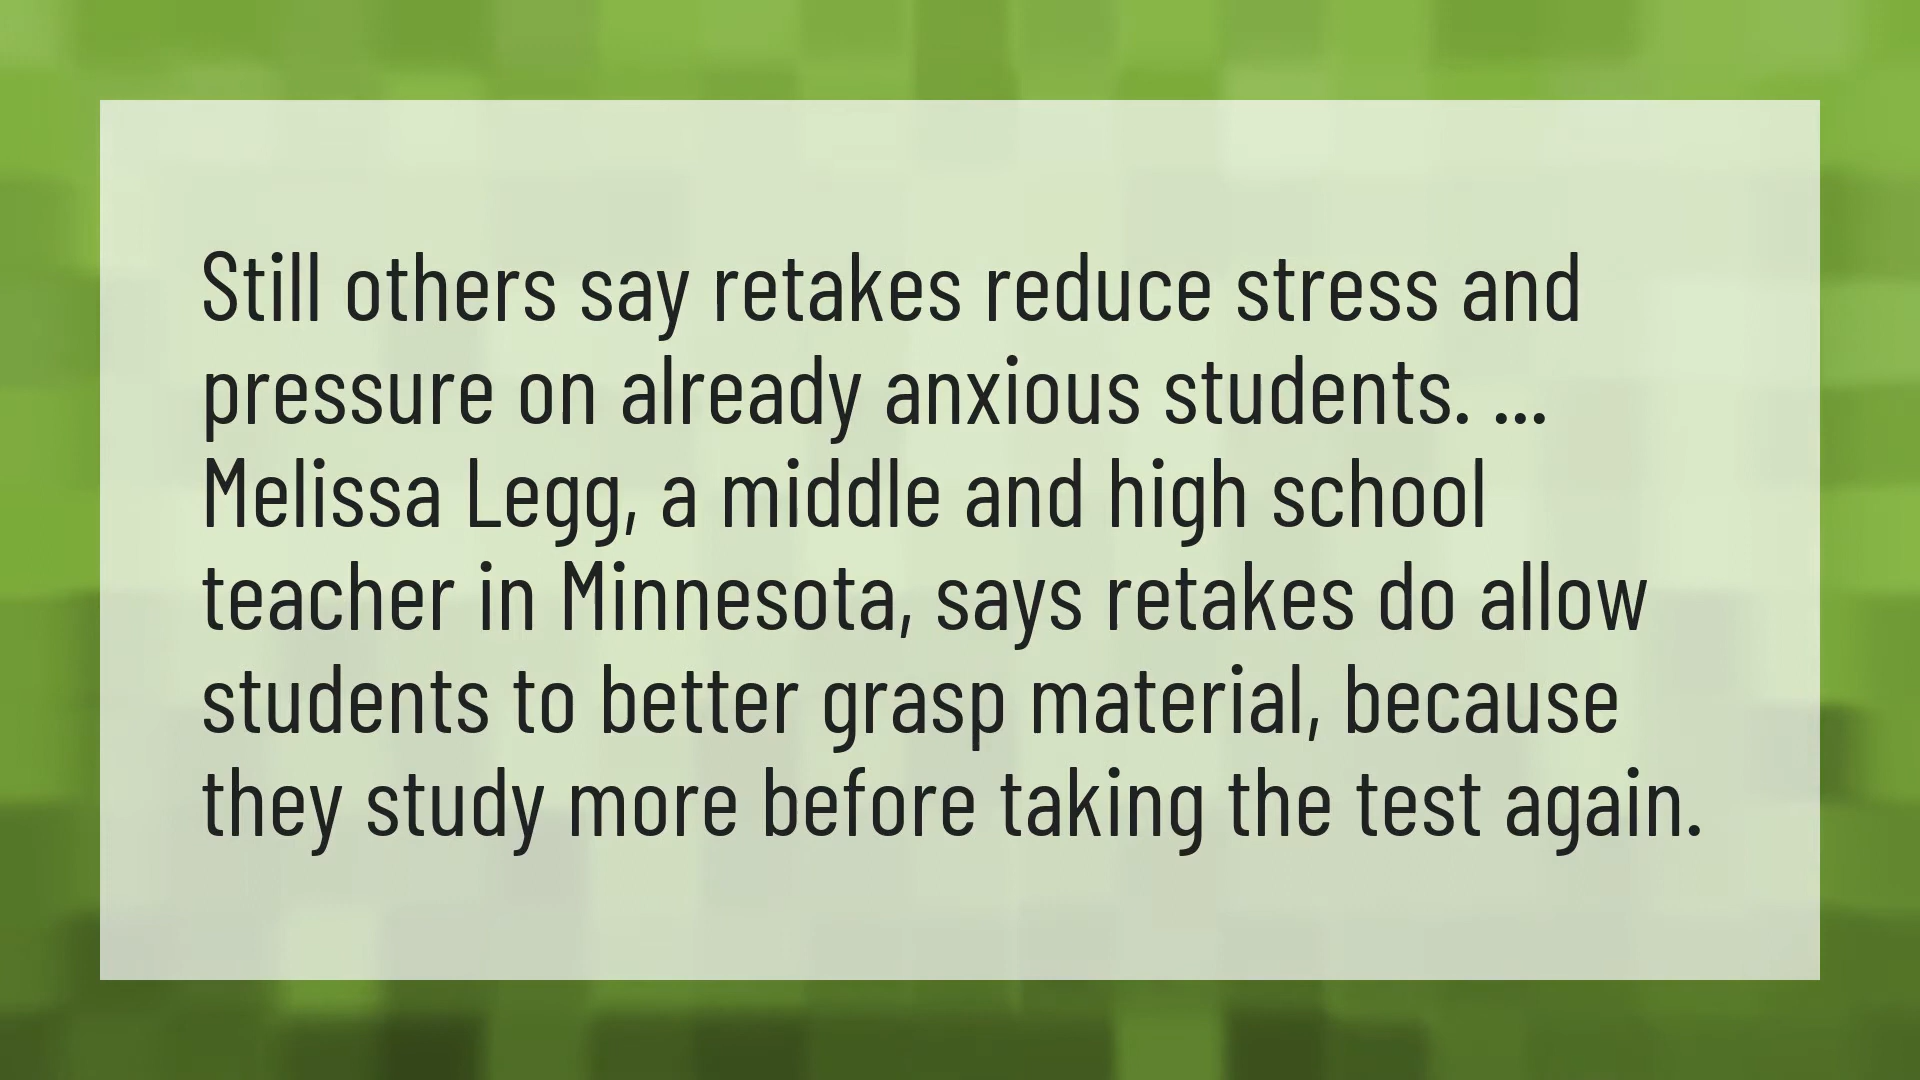 Still others say retakes reduce stress and
pressure on already anxious students. ...
Melissa Legg, a middle and high school
teacher in Minnesota, says retakes do allow
students to better grasp material, because
they study more before taking the test again.